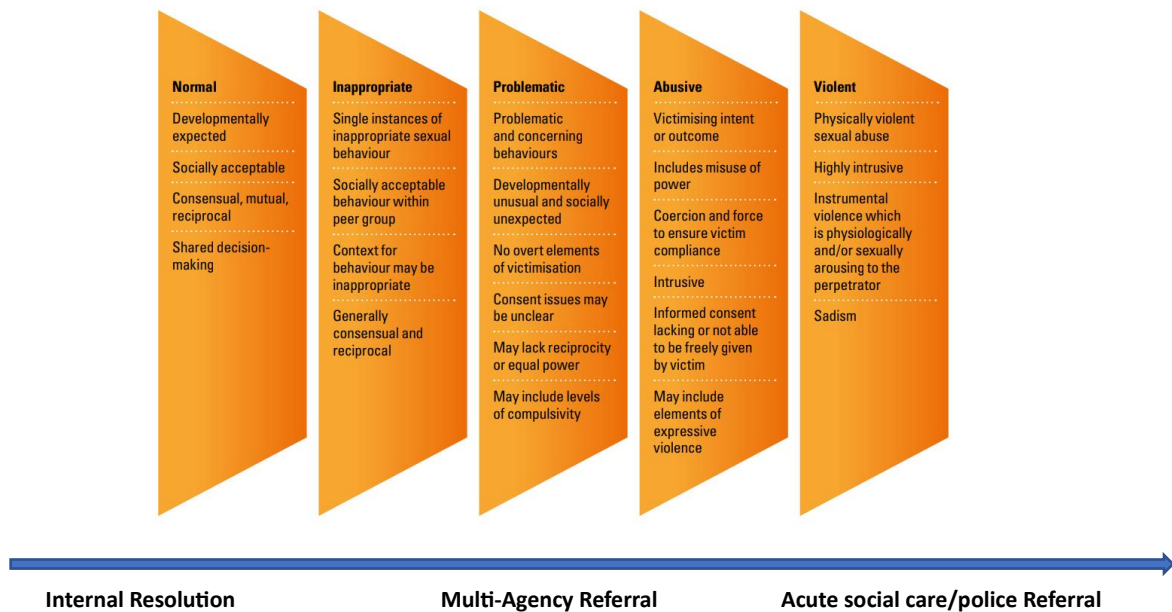 Normal
Developmentally
expected
Socially acceptable
Consensual, mutual,
reciprocal
Shared decision-
making
Inappropriate
Single instances of
inappropriate sexual
behaviour
Socially acceptable
behaviour within
peer group
Context for
behaviour may be
inappropriate
Generally
consensual and
reciprocal
Problematic
Problematic
and concerning
behaviours
Developmentally
unusual and socially
unexpected
No overt elements
of victimisation
Consent issues may
be unclear
May lack reciprocity
or equal power
May include levels
of compulsivity
Abusive
Victimising intent
or outcome
Includes misuse of
power
Coercion and force
to ensure victim
compliance
Intrusive
Informed consent
lacking or not able
to be freely given
by victim
May include
elements of
expressive
violence
Violent
Physically violent
sexual abuse
Highly intrusive
Instrumental
violence which
is physiologically
and/or sexually
arousing to the
perpetrator
Sadism
Internal Resolution
Multi-Agency Referral
Acute social care/police Referral